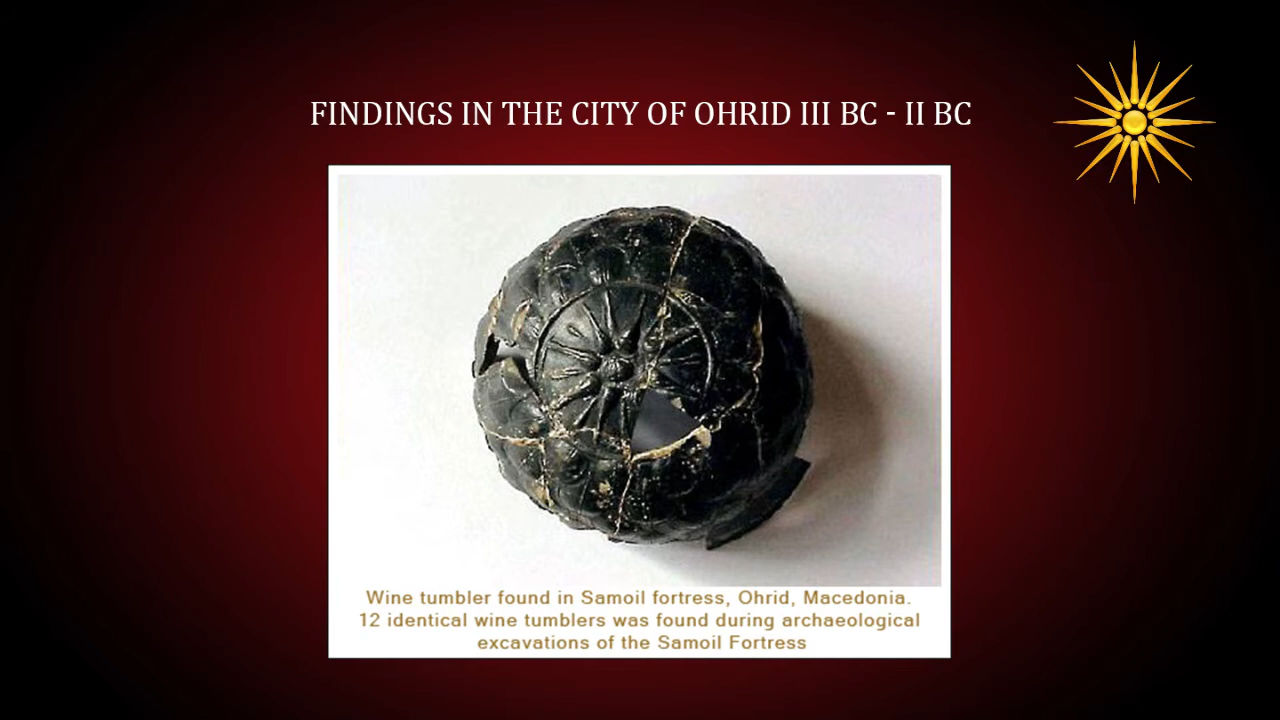 FINDINGS IN THE CITY OF OHRID III BC - II BC
Wine tumbler found in Samoil fortress, Ohrid, Macedonia.
12 identical wine tumblers was found during archaeological
excavations of the Samoil Fortress